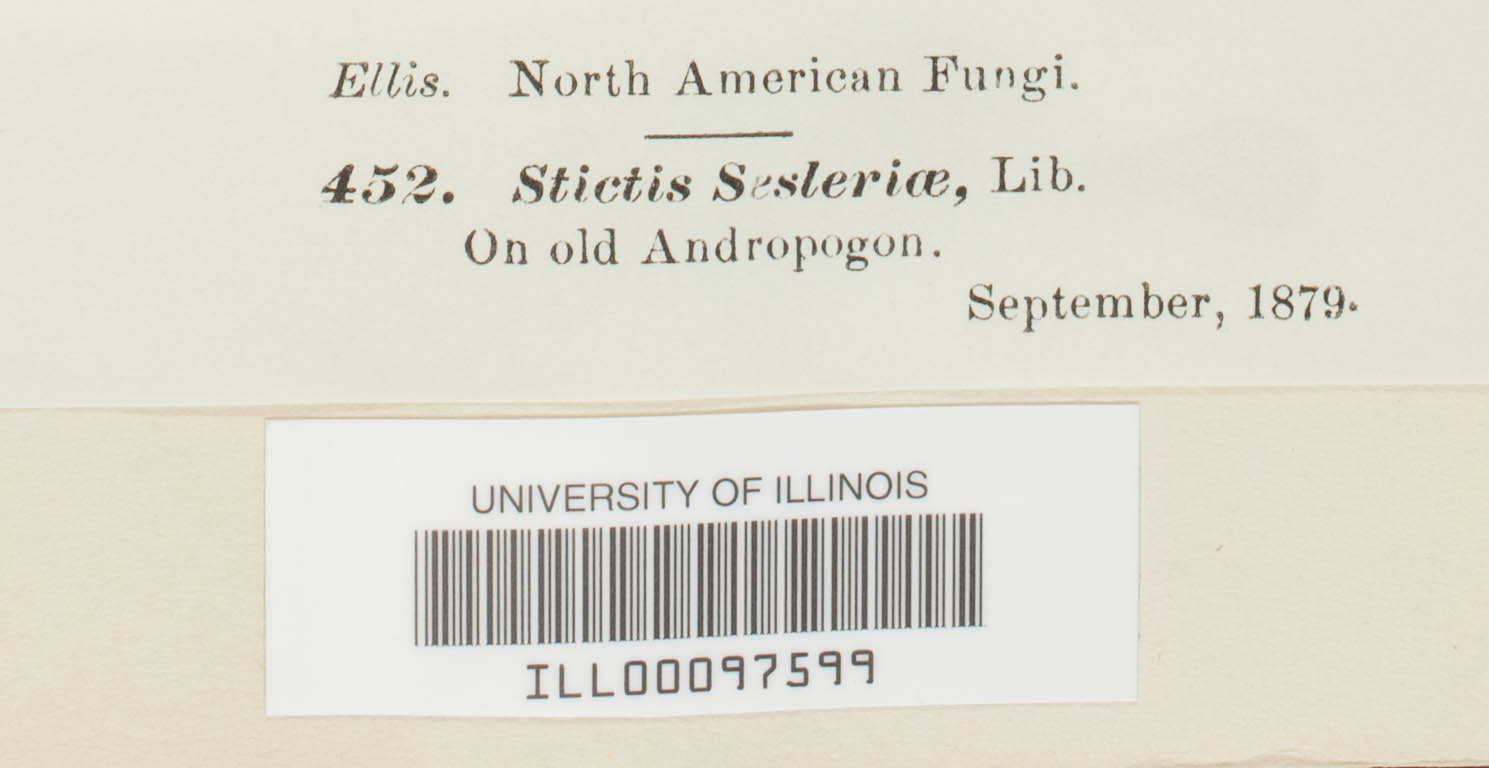 Ellis. North American Fungi.
452. Stictis Sesleriæ, Lib.
On old Andropogon.
September, 1879.
UNIVERSITY OF ILLINOIS
ILL00097599